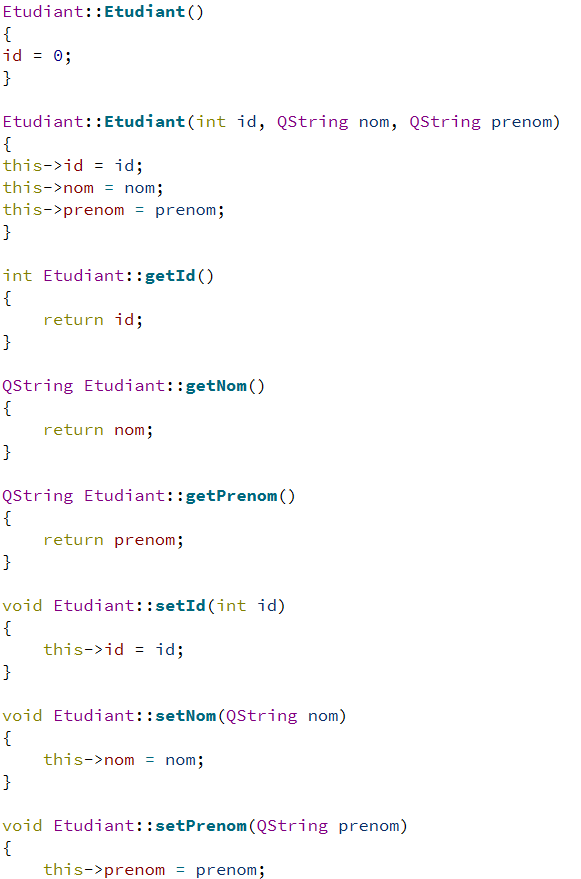 Etudiant::Etudiant()
{
id = 0;
}

Etudiant::Etudiant(int id, QString nom, QString prenom)
{
this->id = id;
this->nom = nom;
this->prenom = prenom;
}

int Etudiant::getId()
{
    return id;
}

QString Etudiant::getNom()
{
    return nom;
}

QString Etudiant::getPrenom()
{
    return prenom;
}

void Etudiant::setId(int id)
{
    this->id = id;
}

void Etudiant::setNom(QString nom)
{
    this->nom = nom;
}

void Etudiant::setPrenom(QString prenom)
{
    this->prenom = prenom;